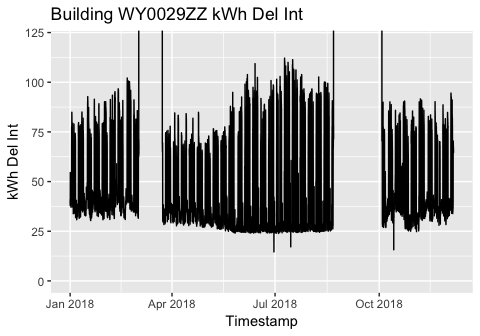 Building WY0029ZZ kWh Del Int
125
100
75
50
25
0
kWh Del Int
Jan 2018 Apr 2018 Jul 2018 Oct 2018
Timestamp